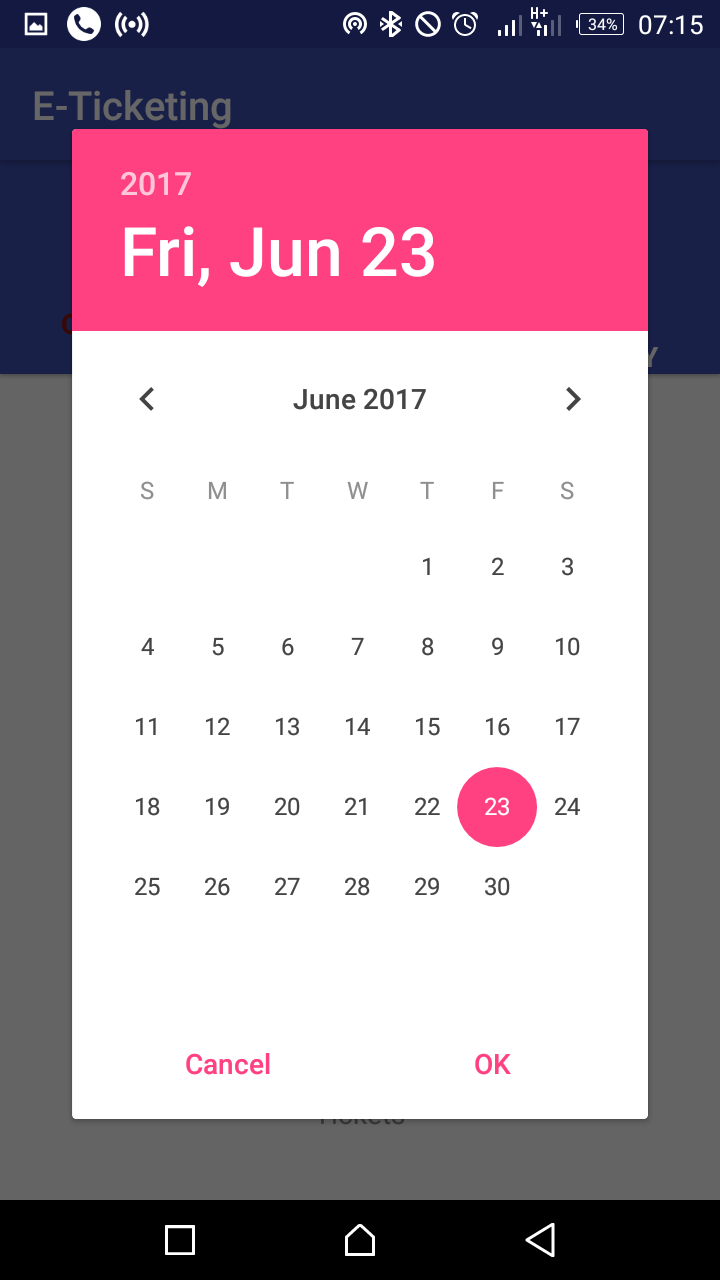 H+
34%
07:15
E-Ticketing
2017
Fri, Jun 23
Y
June 2017
S M T W T F S
1 2 3
4 5 6 7 8 9 10
11 12 13 14 15 16 17
18 19 20 21 22 23 24
25 26 27 28 29 30
Cancel OK
Tickets